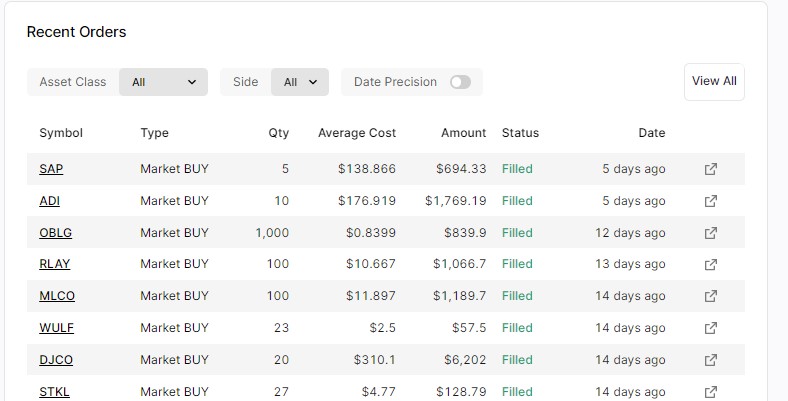 Recent Orders
Asset Class All Side All Date Precision View All
Symbol Type Qty Average Cost Amount Status Date
SAP Market BUY 5 $138.866 $694.33 Filled 5 days ago
ADI Market BUY 10 $176.919 $1,769.19 Filled 5 days ago
OBLG Market BUY 1,000 $0.8399 $839.9 Filled 12 days ago
RLAY Market BUY 100 $10.667 $1,066.7 Filled 13 days ago
MLCO Market BUY 100 $11.897 $1,189.7 Filled 14 days ago
WULF Market BUY 23 $2.5 $57.5 Filled 14 days ago
DJCO Market BUY 20 $310.1 $6,202 Filled 14 days ago
STKL Market BUY 27 $4.77 $128.79 Filled 14 days ago